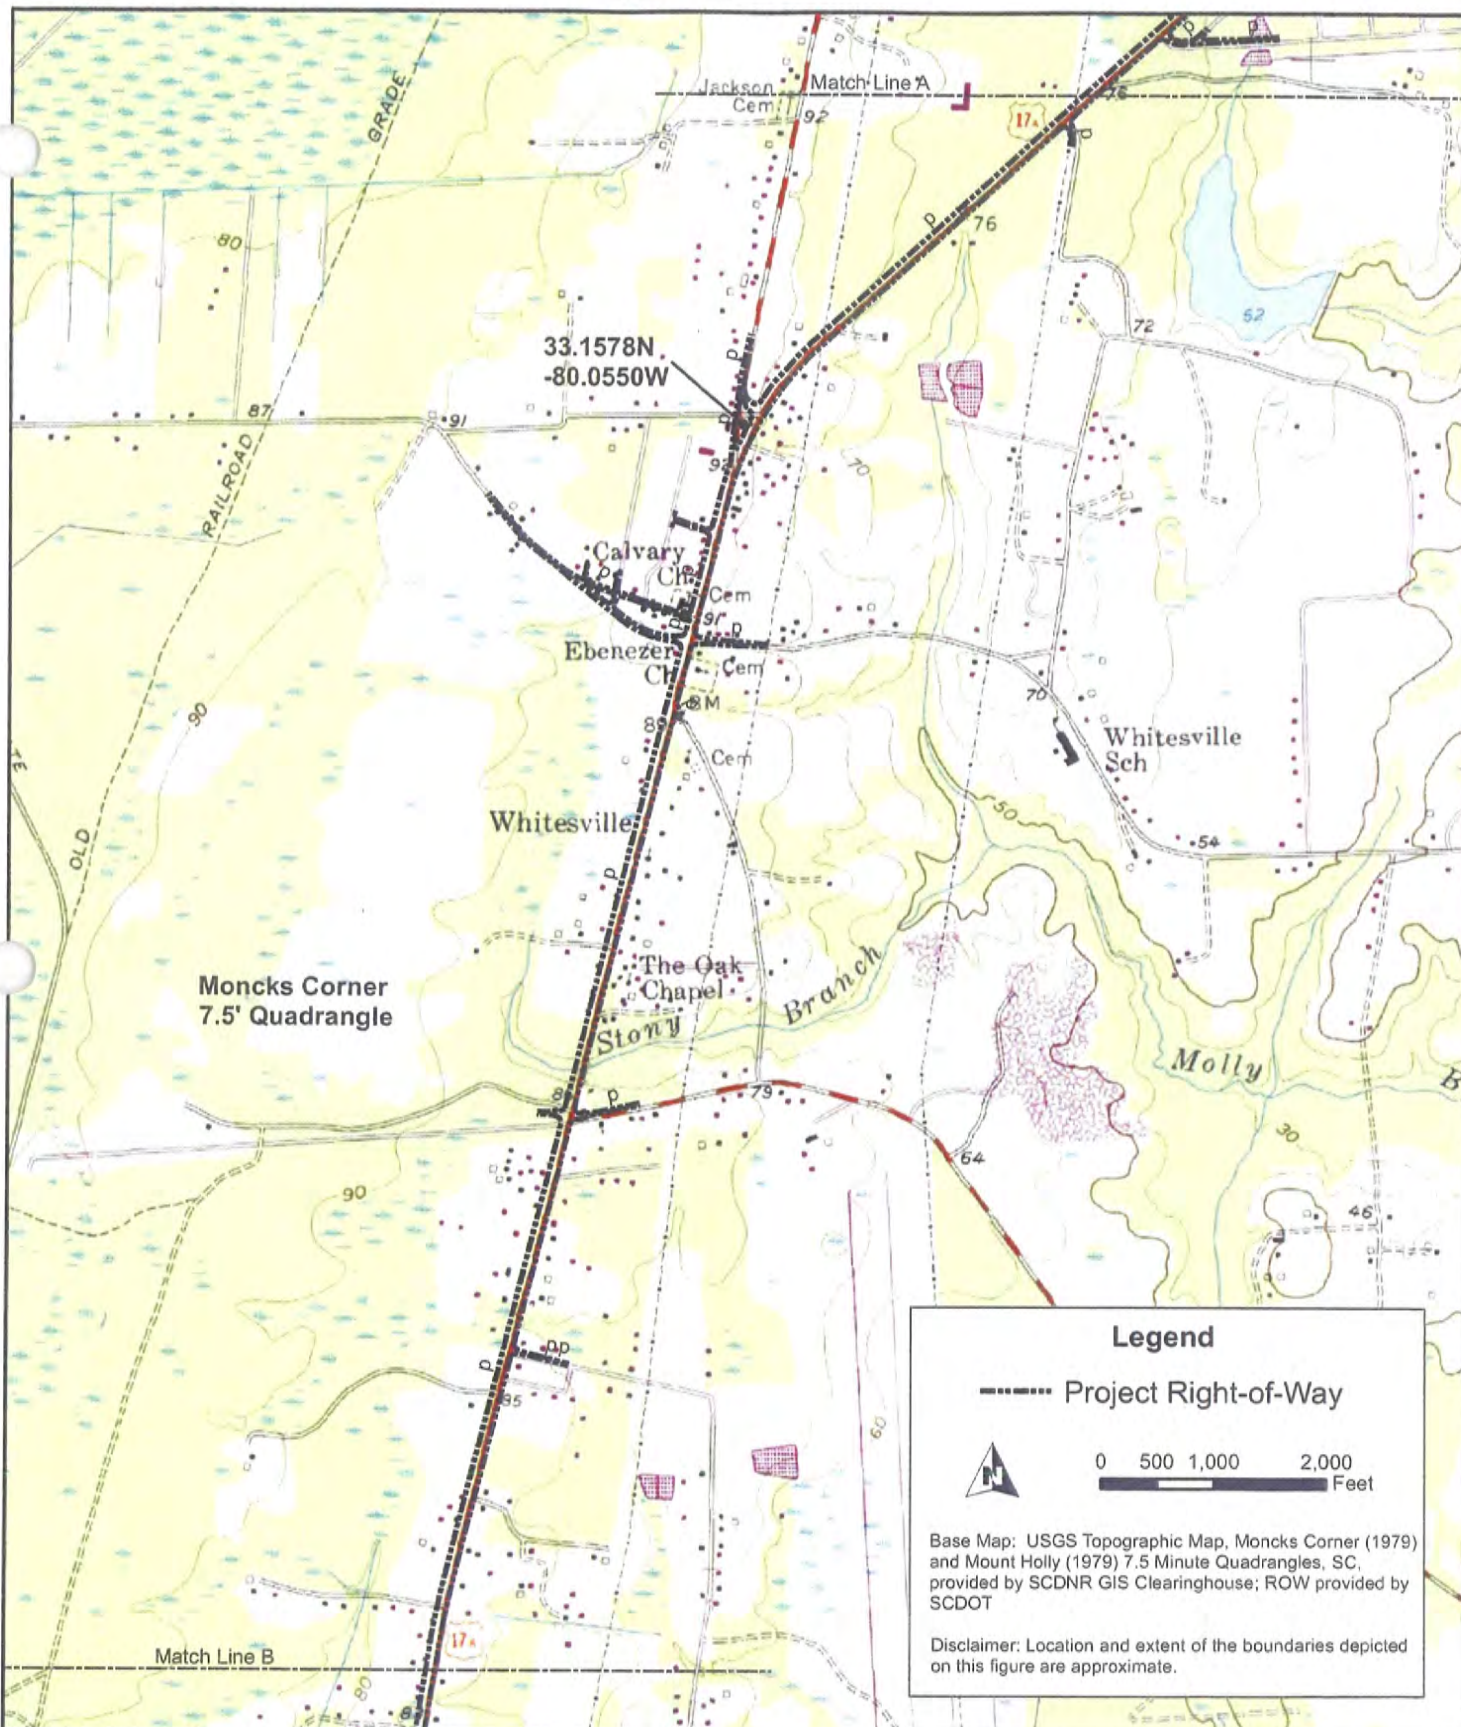 Jackson
Cem
Match Line A
92
17A
76
GRADE
80
76
62
72
33.1578N
-80.0550W
87
91
92
70
RAILROAD
Calvary
Ch
Cem
91
Ebenezer
Ch
Cem
70
BM
90
89
Whitesville
Sch
Cem
Whitesville
50
54
OLD
The Oak
Chapel
Branch
Stony
Moncks Corner
7.5' Quadrangle
Molly
B
79
30
64
90
46
p
pp
85
60
Legend
Project Right-of-Way
N
0 500 1,000 2,000
Feet
Base Map: USGS Topographic Map, Moncks Corner (1979)
and Mount Holly (1979) 7.5 Minute Quadrangles, SC,
provided by SCDNR GIS Clearinghouse; ROW provided by
SCDOT
Disclaimer: Location and extent of the boundaries depicted
on this figure are approximate.
17A
Match Line B
80